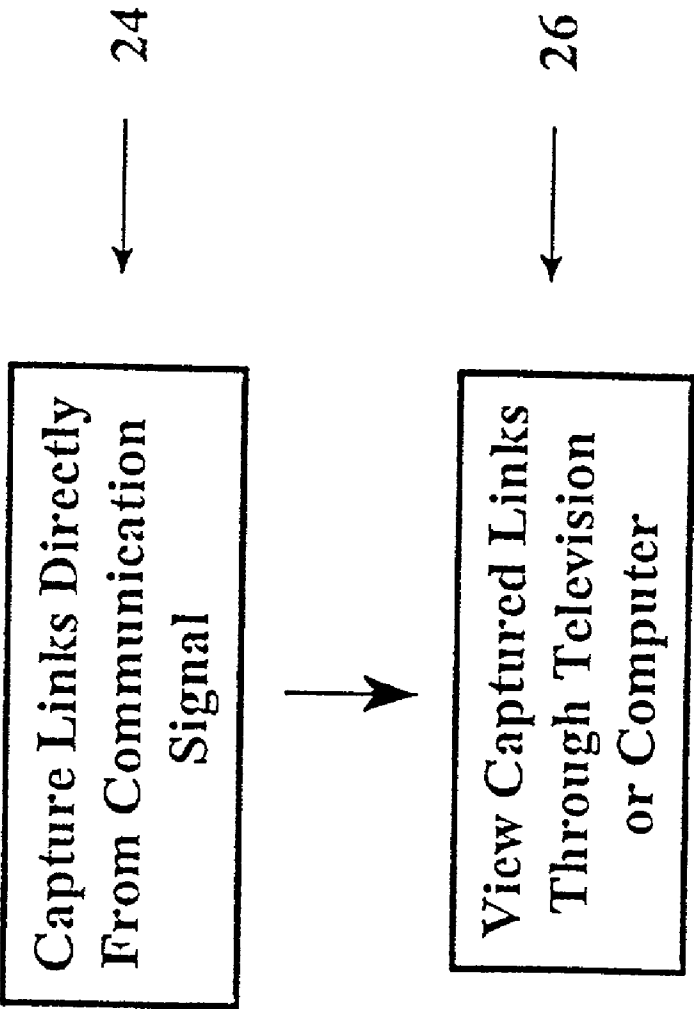 Capture Links Directly
From Communication
Signal
24
View Captured Links
Through Television
or Computer
26